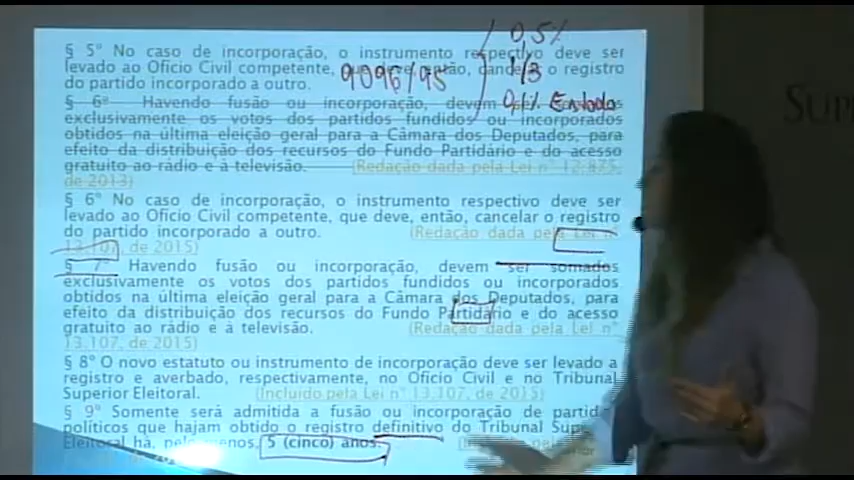 0,5%
1/3
0,1% Estado
9096/95
§ 5º No caso de incorporação, o instrumento respectivo deve ser
levado ao Ofício Civil competente, que deve, então, cancelar o registro
do partido incorporado a outro.
§ 6º Havendo fusão ou incorporação, devem ser somados
exclusivamente os votos dos partidos fundidos ou incorporados
obtidos na última eleição geral para a Câmara dos Deputados, para
efeito da distribuição dos recursos do Fundo Partidário e do acesso
gratuito ao rádio e à televisão. (Redação dada pela Lei nº 12.875,
de 2013)
§ 6º No caso de incorporação, o instrumento respectivo deve ser
levado ao Ofício Civil competente, que deve, então, cancelar o registro
do partido incorporado a outro. (Redação dada pela Lei nº
13.107, de 2015)
§ 7º Havendo fusão ou incorporação, devem ser somados
exclusivamente os votos dos partidos fundidos ou incorporados
obtidos na última eleição geral para a Câmara dos Deputados, para
efeito da distribuição dos recursos do Fundo Partidário e do acesso
gratuito ao rádio e à televisão. (Redação dada pela Lei nº
13.107, de 2015)
§ 8º O novo estatuto ou instrumento de incorporação deve ser levado a
registro e averbado, respectivamente, no Ofício Civil e no Tribunal
Superior Eleitoral. (Incluído pela Lei nº 13.107, de 2015)
§ 9º Somente será admitida a fusão ou incorporação de
políticos que hajam obtido o registro definitivo do Tribunal
Eleitoral há, pelo menos, 5 (cinco) anos.